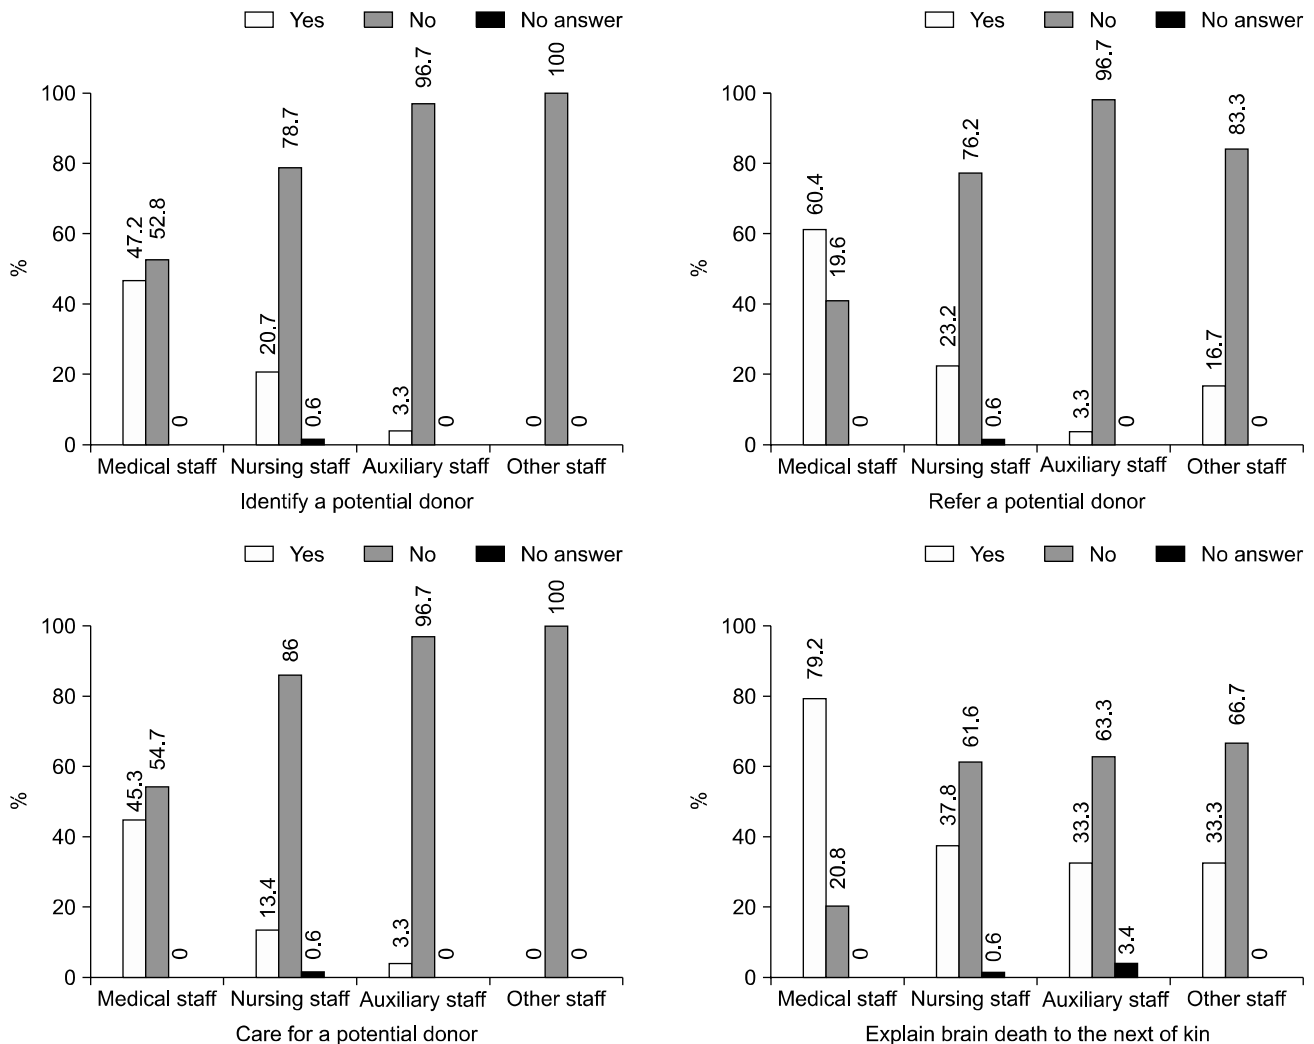 Yes No No answer
100
80
60
40
20
0
%
47.2 52.8 0
20.7 78.7 0.6
3.3 96.7 0
0 100 0
Medical staff Nursing staff Auxiliary staff Other staff
Identify a potential donor
Yes No No answer
100
80
60
40
20
0
%
60.4 19.6 0
23.2 76.2 0.6
3.3 96.7 0
16.7 83.3 0
Medical staff Nursing staff Auxiliary staff Other staff
Refer a potential donor
Yes No No answer
100
80
60
40
20
0
%
45.3 54.7 0
13.4 86 0.6
3.3 96.7 0
0 100 0
Medical staff Nursing staff Auxiliary staff Other staff
Care for a potential donor
Yes No No answer
100
80
60
40
20
0
%
79.2 20.8 0
37.8 61.6 0.6
33.3 63.3 3.4
33.3 66.7 0
Medical staff Nursing staff Auxiliary staff Other staff
Explain brain death to the next of kin